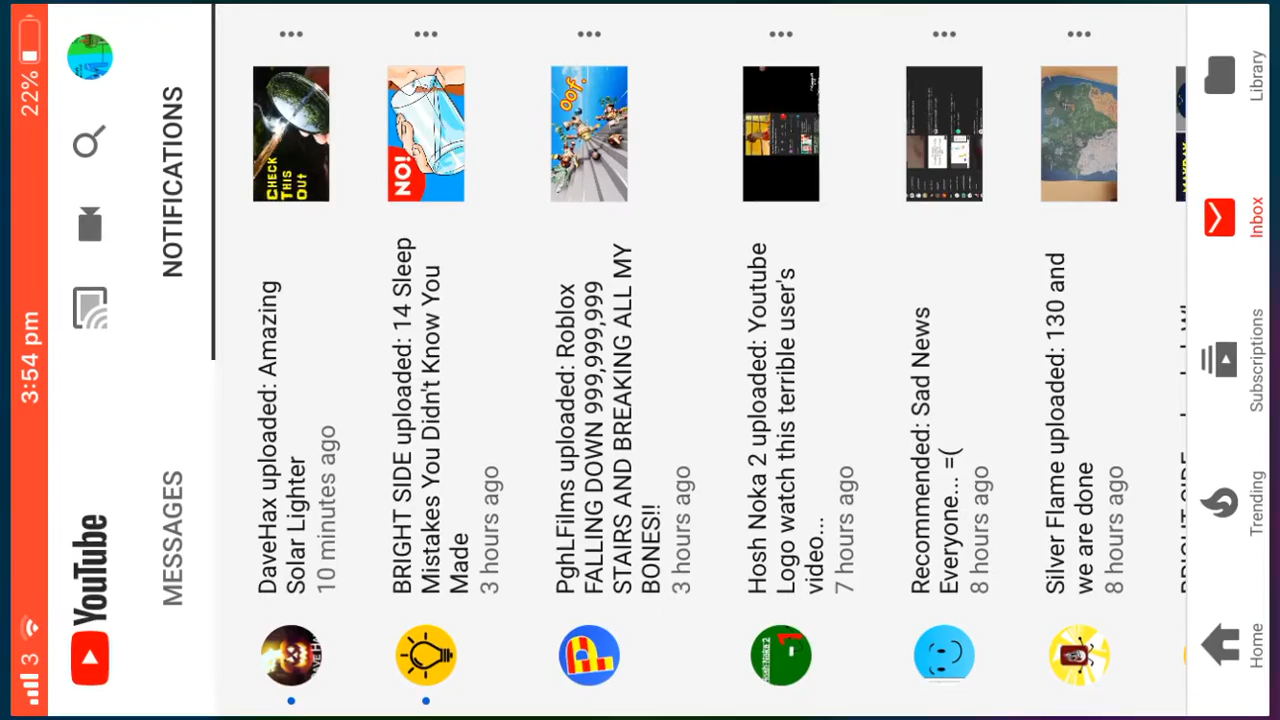 3
3:54 pm
22%
YouTube
MESSAGES
NOTIFICATIONS
DaveHax uploaded: Amazing
Solar Lighter
10 minutes ago
CHECK
THIS
OUT
BRIGHT SIDE uploaded: 14 Sleep
Mistakes You Didn't Know You
Made
3 hours ago
NO!
PghLFilms uploaded: Roblox
FALLING DOWN 999,999,999
STAIRS AND BREAKING ALL MY
BONES!!
3 hours ago
oof.
Hosh Noka 2 uploaded: Youtube
Logo watch this terrible user's
video...
7 hours ago
Recommended: Sad News
Everyone... =(
8 hours ago
Silver Flame uploaded: 130 and
we are done
8 hours ago
Home
Trending
Subscriptions
Inbox
Library